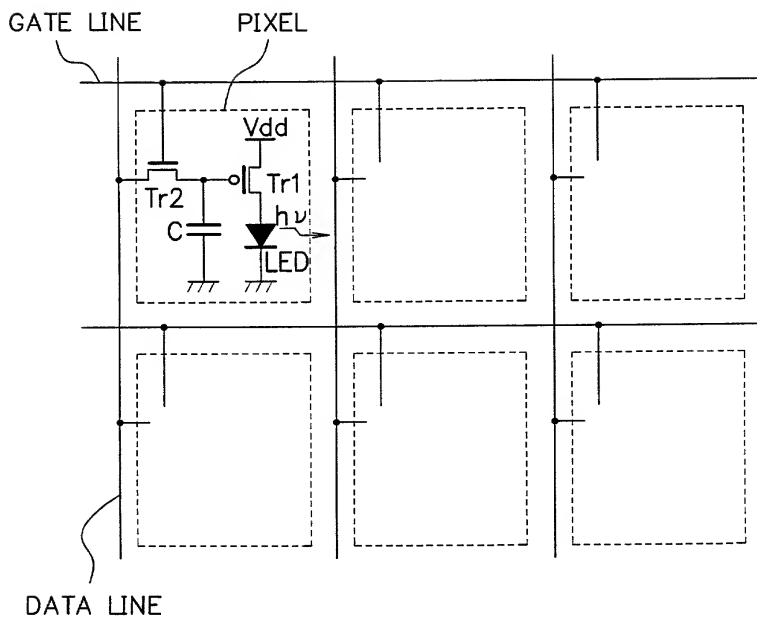 GATE LINE
PIXEL
Vdd
Tr2
Tr1
C
hν
LED
DATA LINE